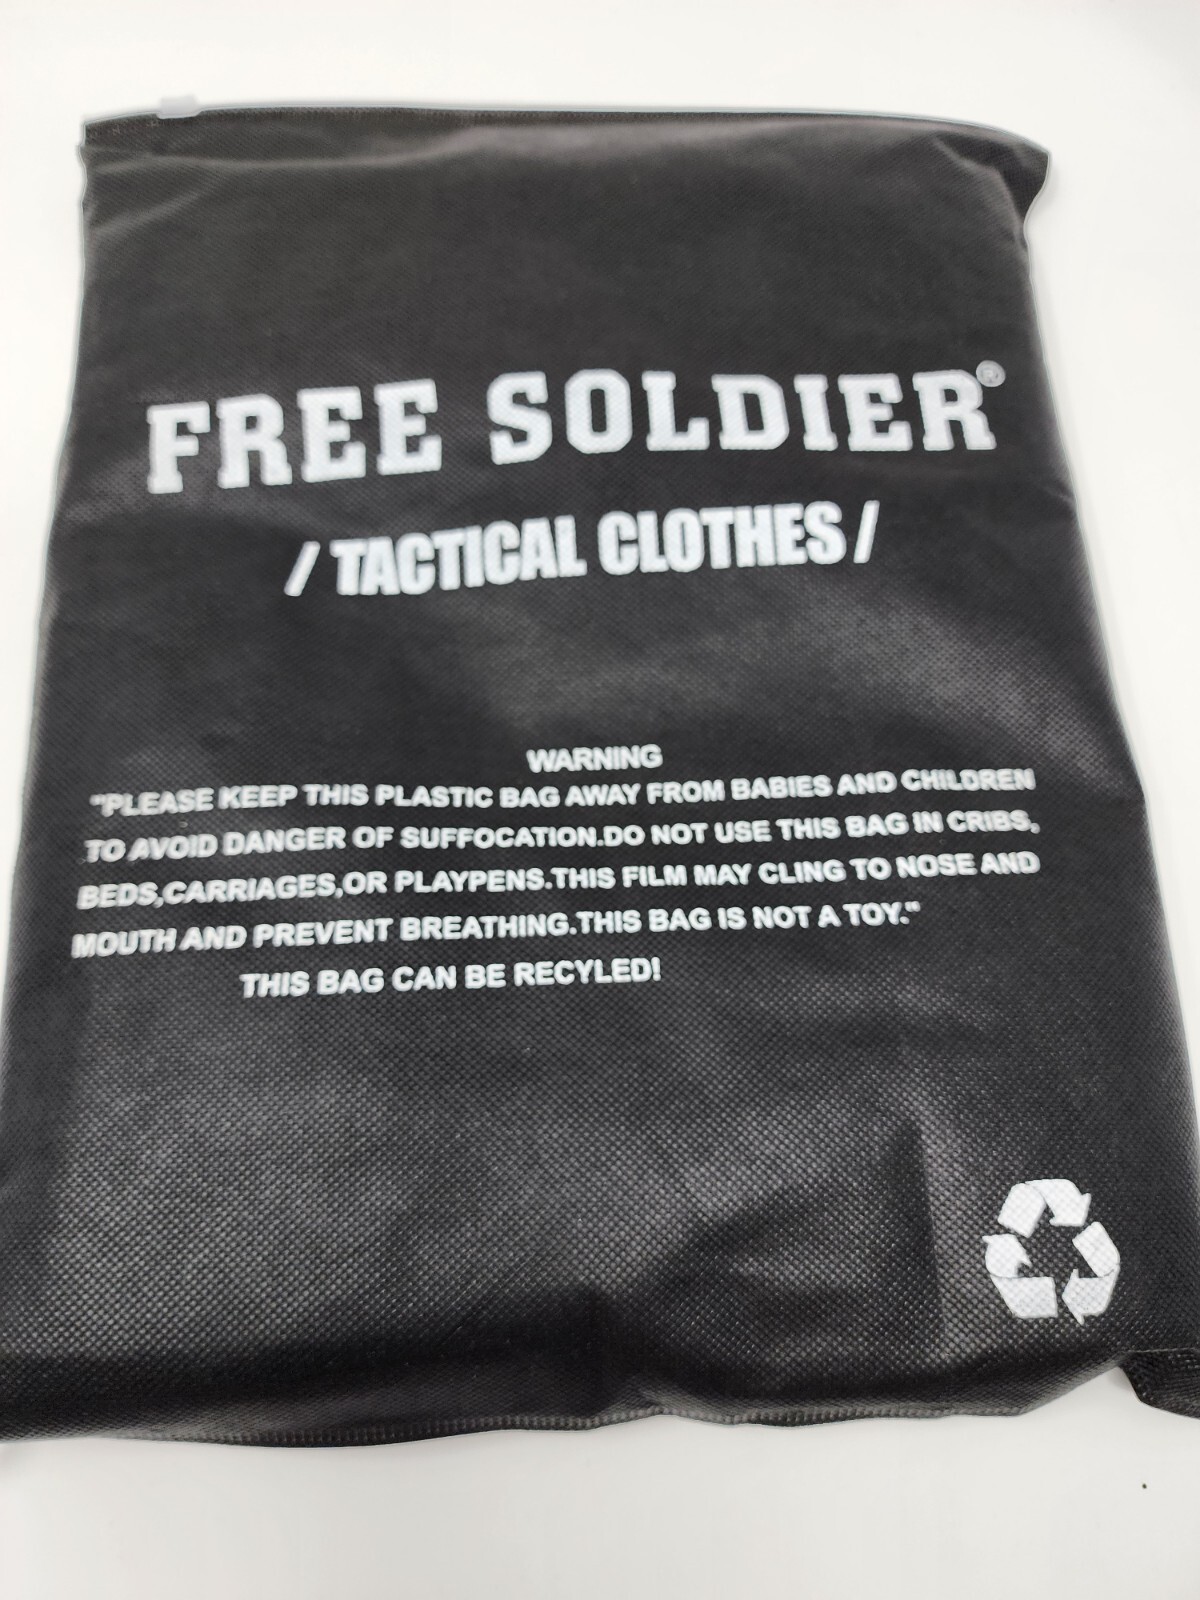 FREE SOLDIER®
/ TACTICAL CLOTHES /
WARNING
"PLEASE KEEP THIS PLASTIC BAG AWAY FROM BABIES AND CHILDREN
TO AVOID DANGER OF SUFFOCATION.DO NOT USE THIS BAG IN CRIBS,
BEDS,CARRIAGES,OR PLAYPENS.THIS FILM MAY CLING TO NOSE AND
MOUTH AND PREVENT BREATHING.THIS BAG IS NOT A TOY."
THIS BAG CAN BE RECYLED!